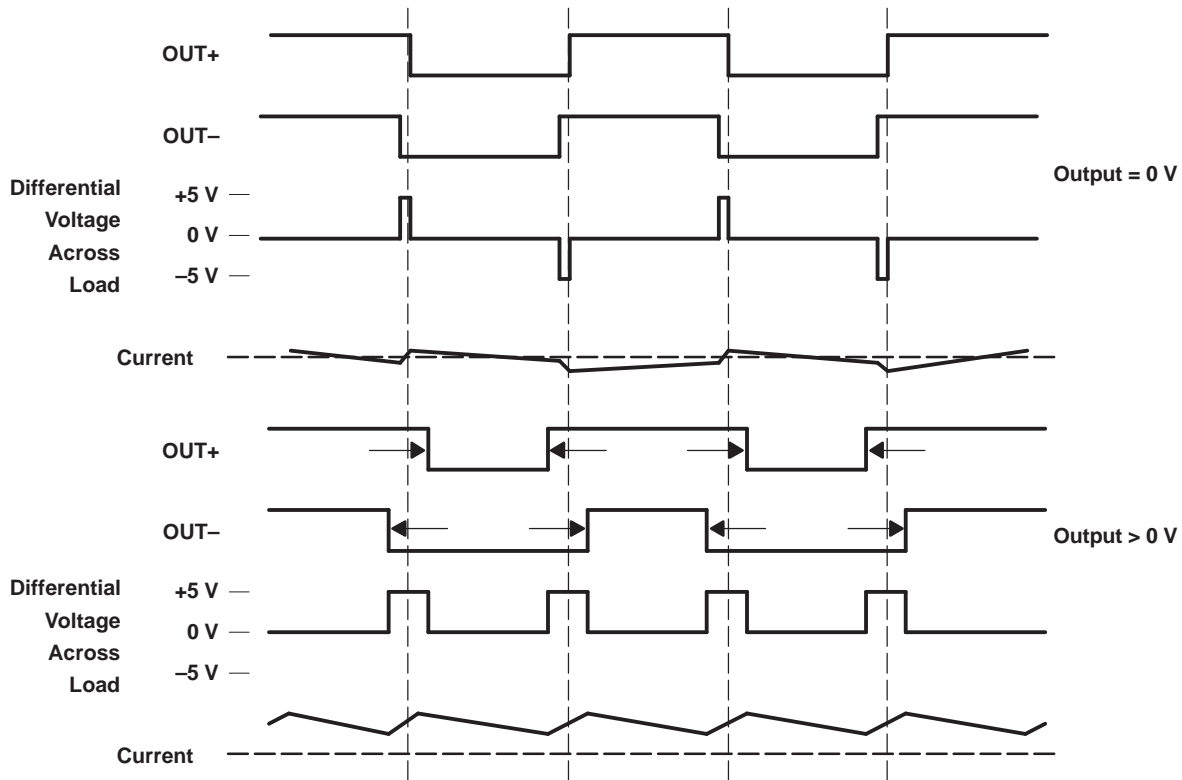 OUT+
OUT–
Output = 0 V
Differential
Voltage
Across
Load
+5 V
0 V
–5 V
Current
OUT+
OUT–
Output > 0 V
Differential
Voltage
Across
Load
+5 V
0 V
–5 V
Current